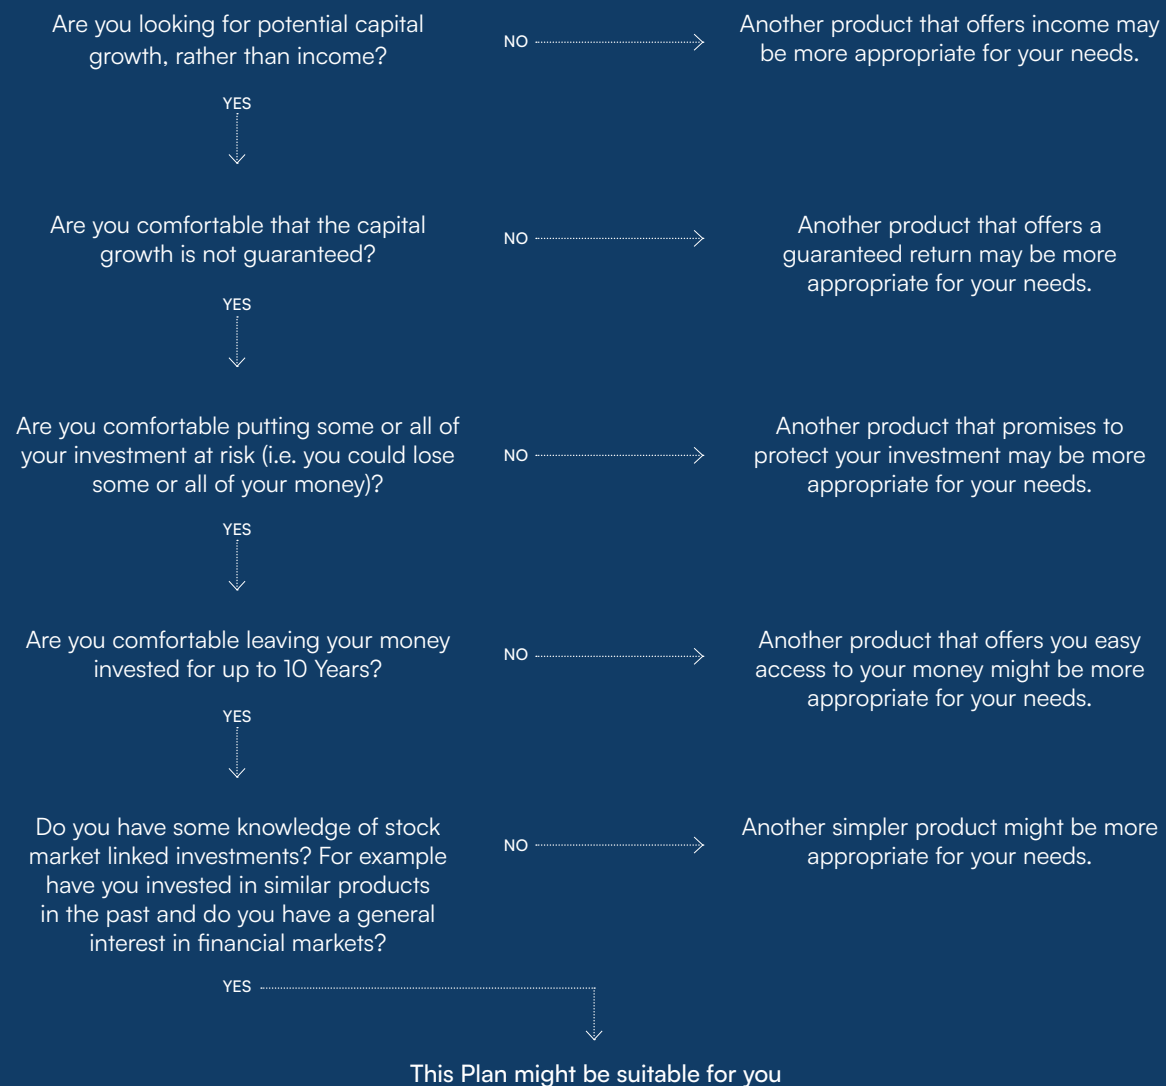 Are you looking for potential capital
growth, rather than income?
NO
Another product that offers income may
be more appropriate for your needs.
YES
Are you comfortable that the capital
growth is not guaranteed?
NO
Another product that offers a
guaranteed return may be more
appropriate for your needs.
YES
Are you comfortable putting some or all of
your investment at risk (i.e. you could lose
some or all of your money)?
NO
Another product that promises to
protect your investment may be more
appropriate for your needs.
YES
Are you comfortable leaving your money
invested for up to 10 Years?
NO
Another product that offers you easy
access to your money might be more
appropriate for your needs.
YES
Do you have some knowledge of stock
market linked investments? For example
have you invested in similar products
in the past and do you have a general
interest in financial markets?
NO
Another simpler product might be more
appropriate for your needs.
YES
This Plan might be suitable for you